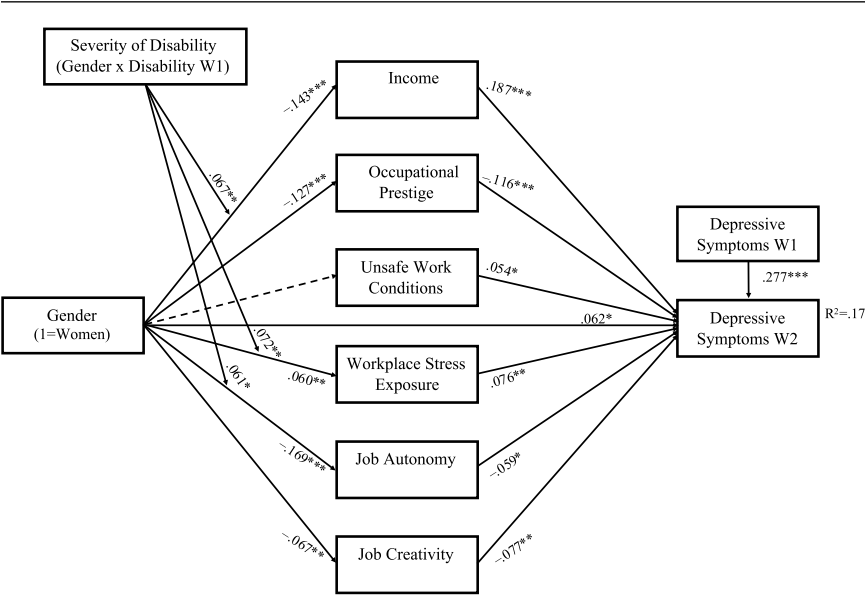 Severity of Disability
(Gender x Disability W1)
Income
–.143***
.187***
.067**
Occupational
Prestige
–.127***
–.116***
Depressive
Symptoms W1
Unsafe Work
Conditions
.054*
.277***
Gender
(1=Women)
.062*
Depressive
Symptoms W2
R²=.17
.072**
.060**
Workplace Stress
Exposure
.076**
.061*
Job Autonomy
–.169***
–.059*
Job Creativity
–.067**
–.077**